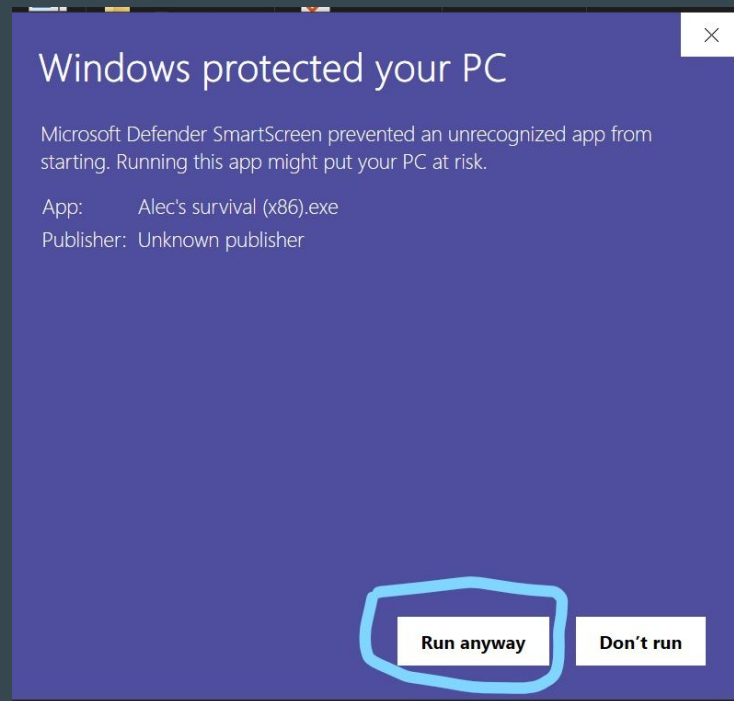 Windows protected your PC
Microsoft Defender SmartScreen prevented an unrecognized app from
starting. Running this app might put your PC at risk.
App: Alec's survival (x86).exe
Publisher: Unknown publisher
Run anyway Don’t run